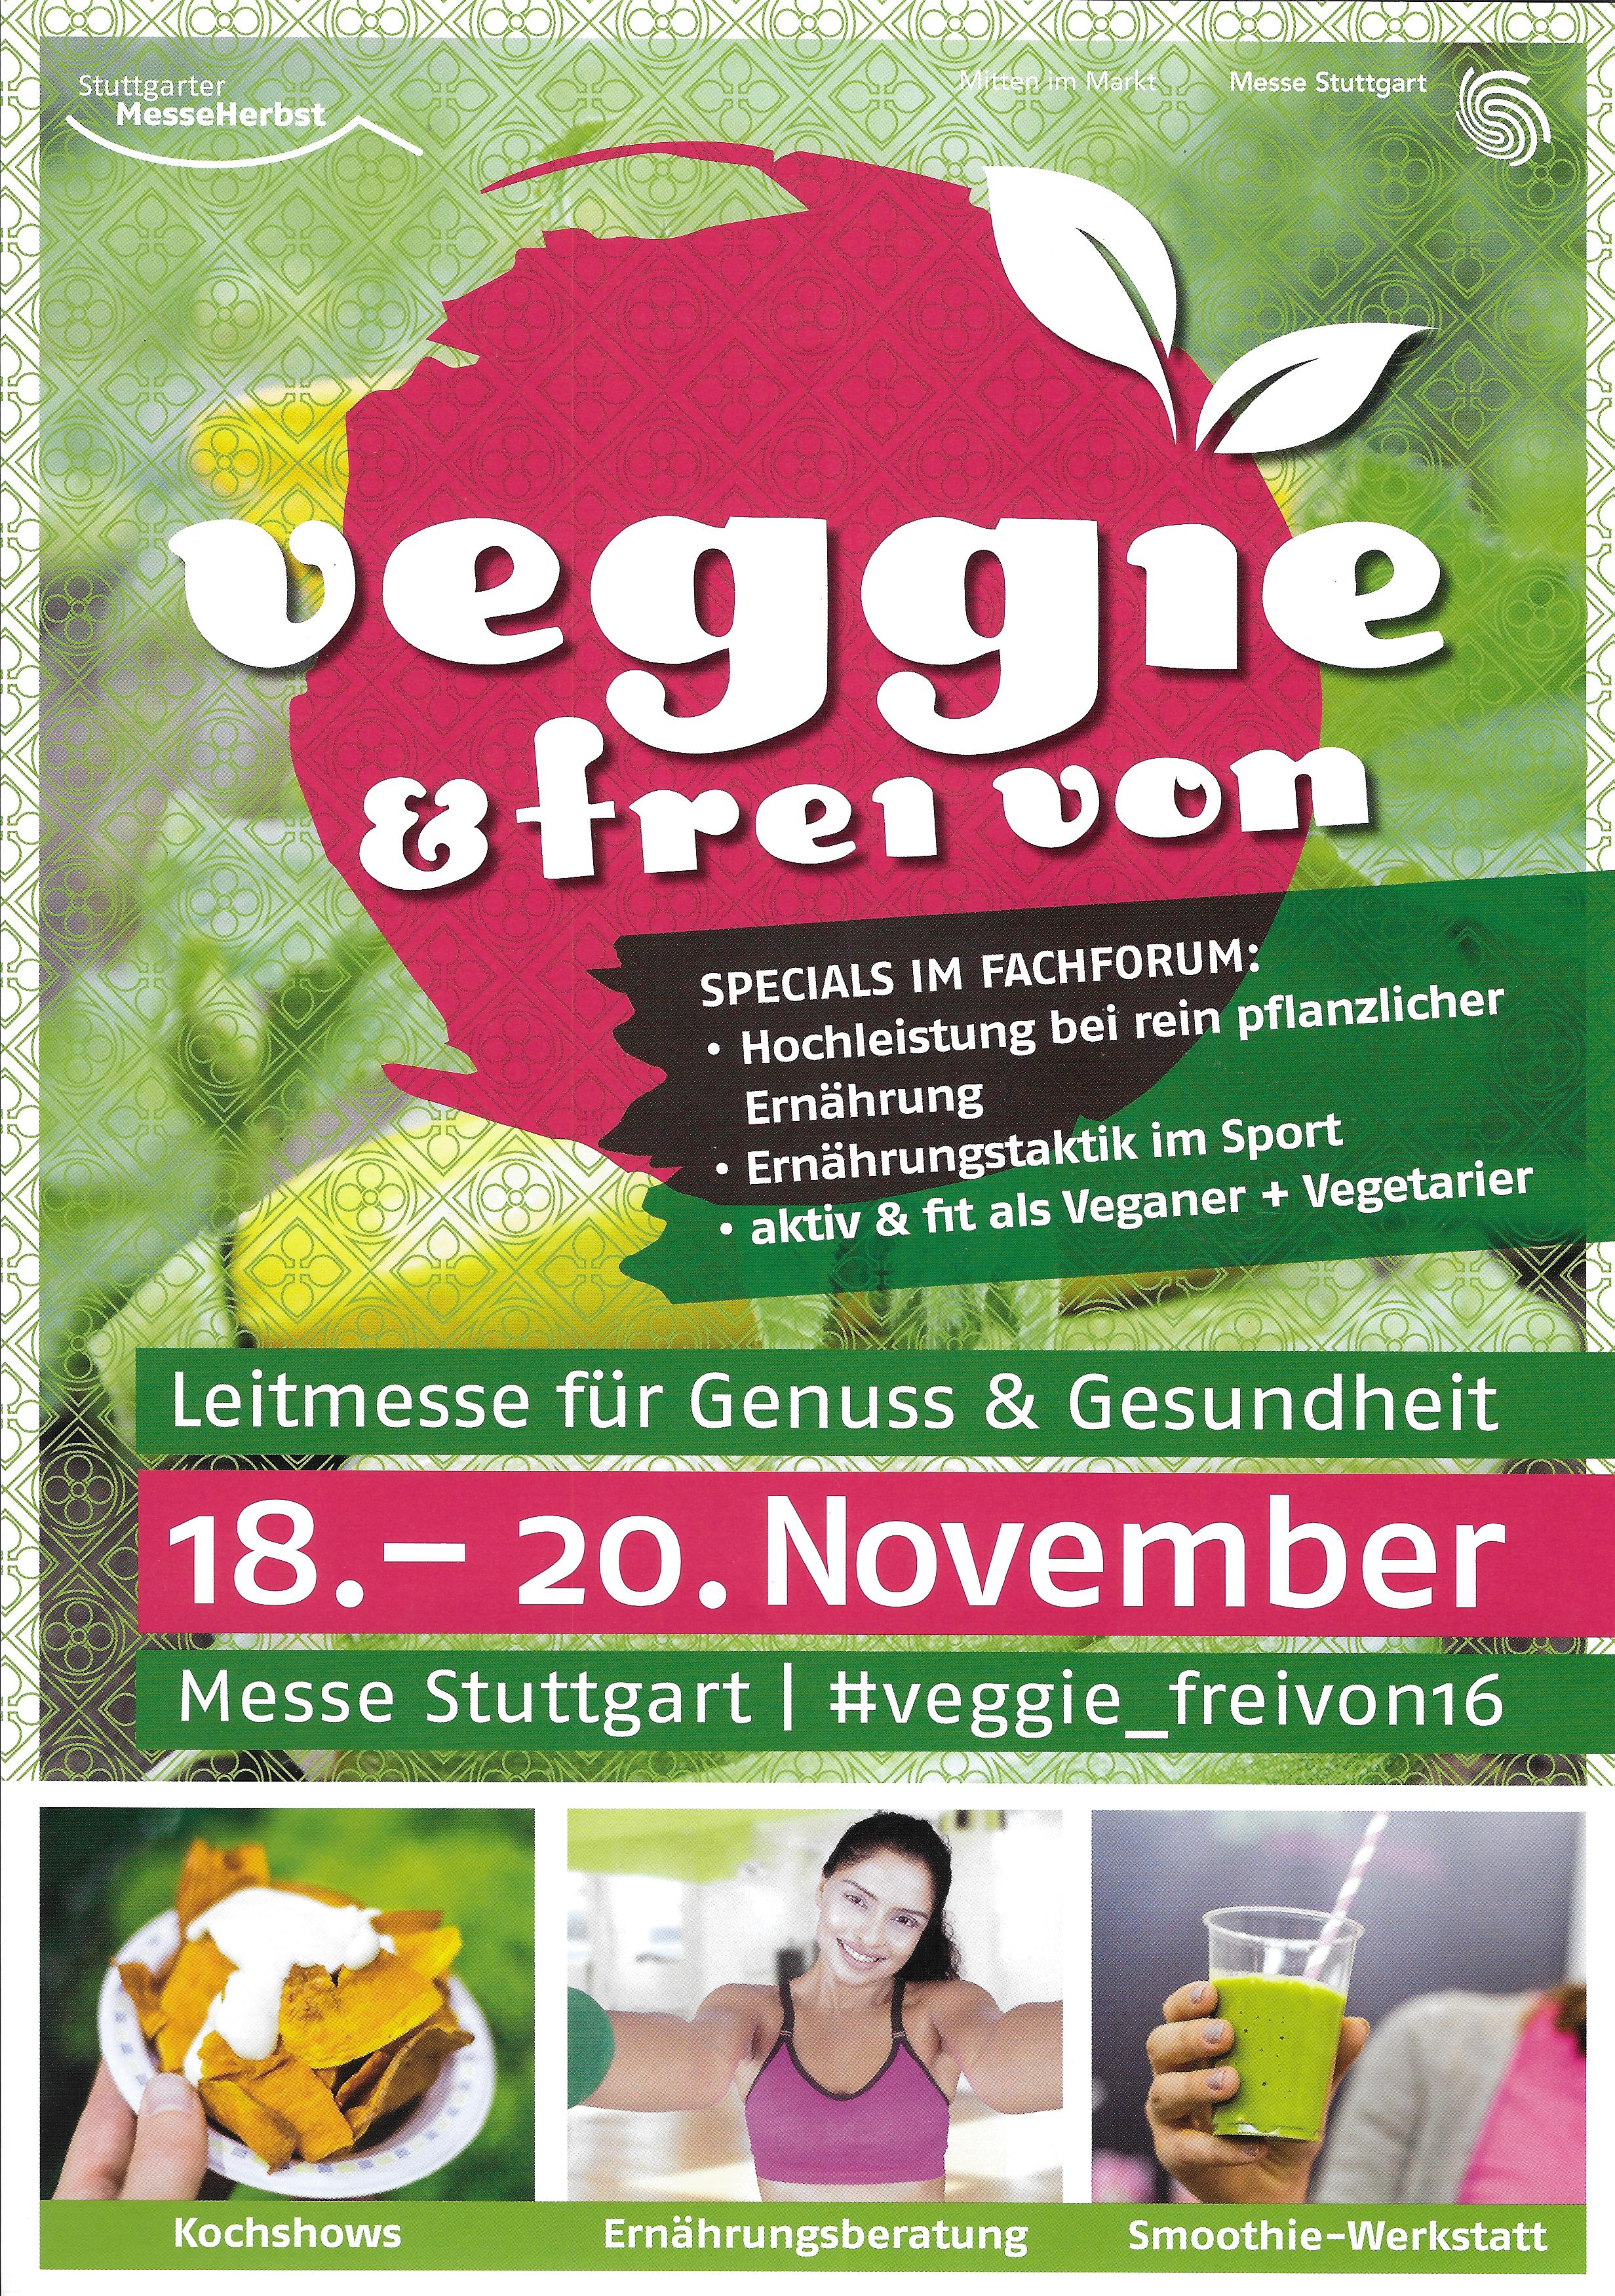 Stuttgarter
MesseHerbst
Mitten im Markt
Messe Stuttgart
veggie
& frei von
SPECIALS IM FACHFORUM:
• Hochleistung bei rein pflanzlicher
Ernährung
• Ernährungstaktik im Sport
• aktiv & fit als Veganer + Vegetarier
Leitmesse für Genuss & Gesundheit
18. – 20. November
Messe Stuttgart | #veggie_freivon16
Kochshows
Ernährungsberatung
Smoothie-Werkstatt